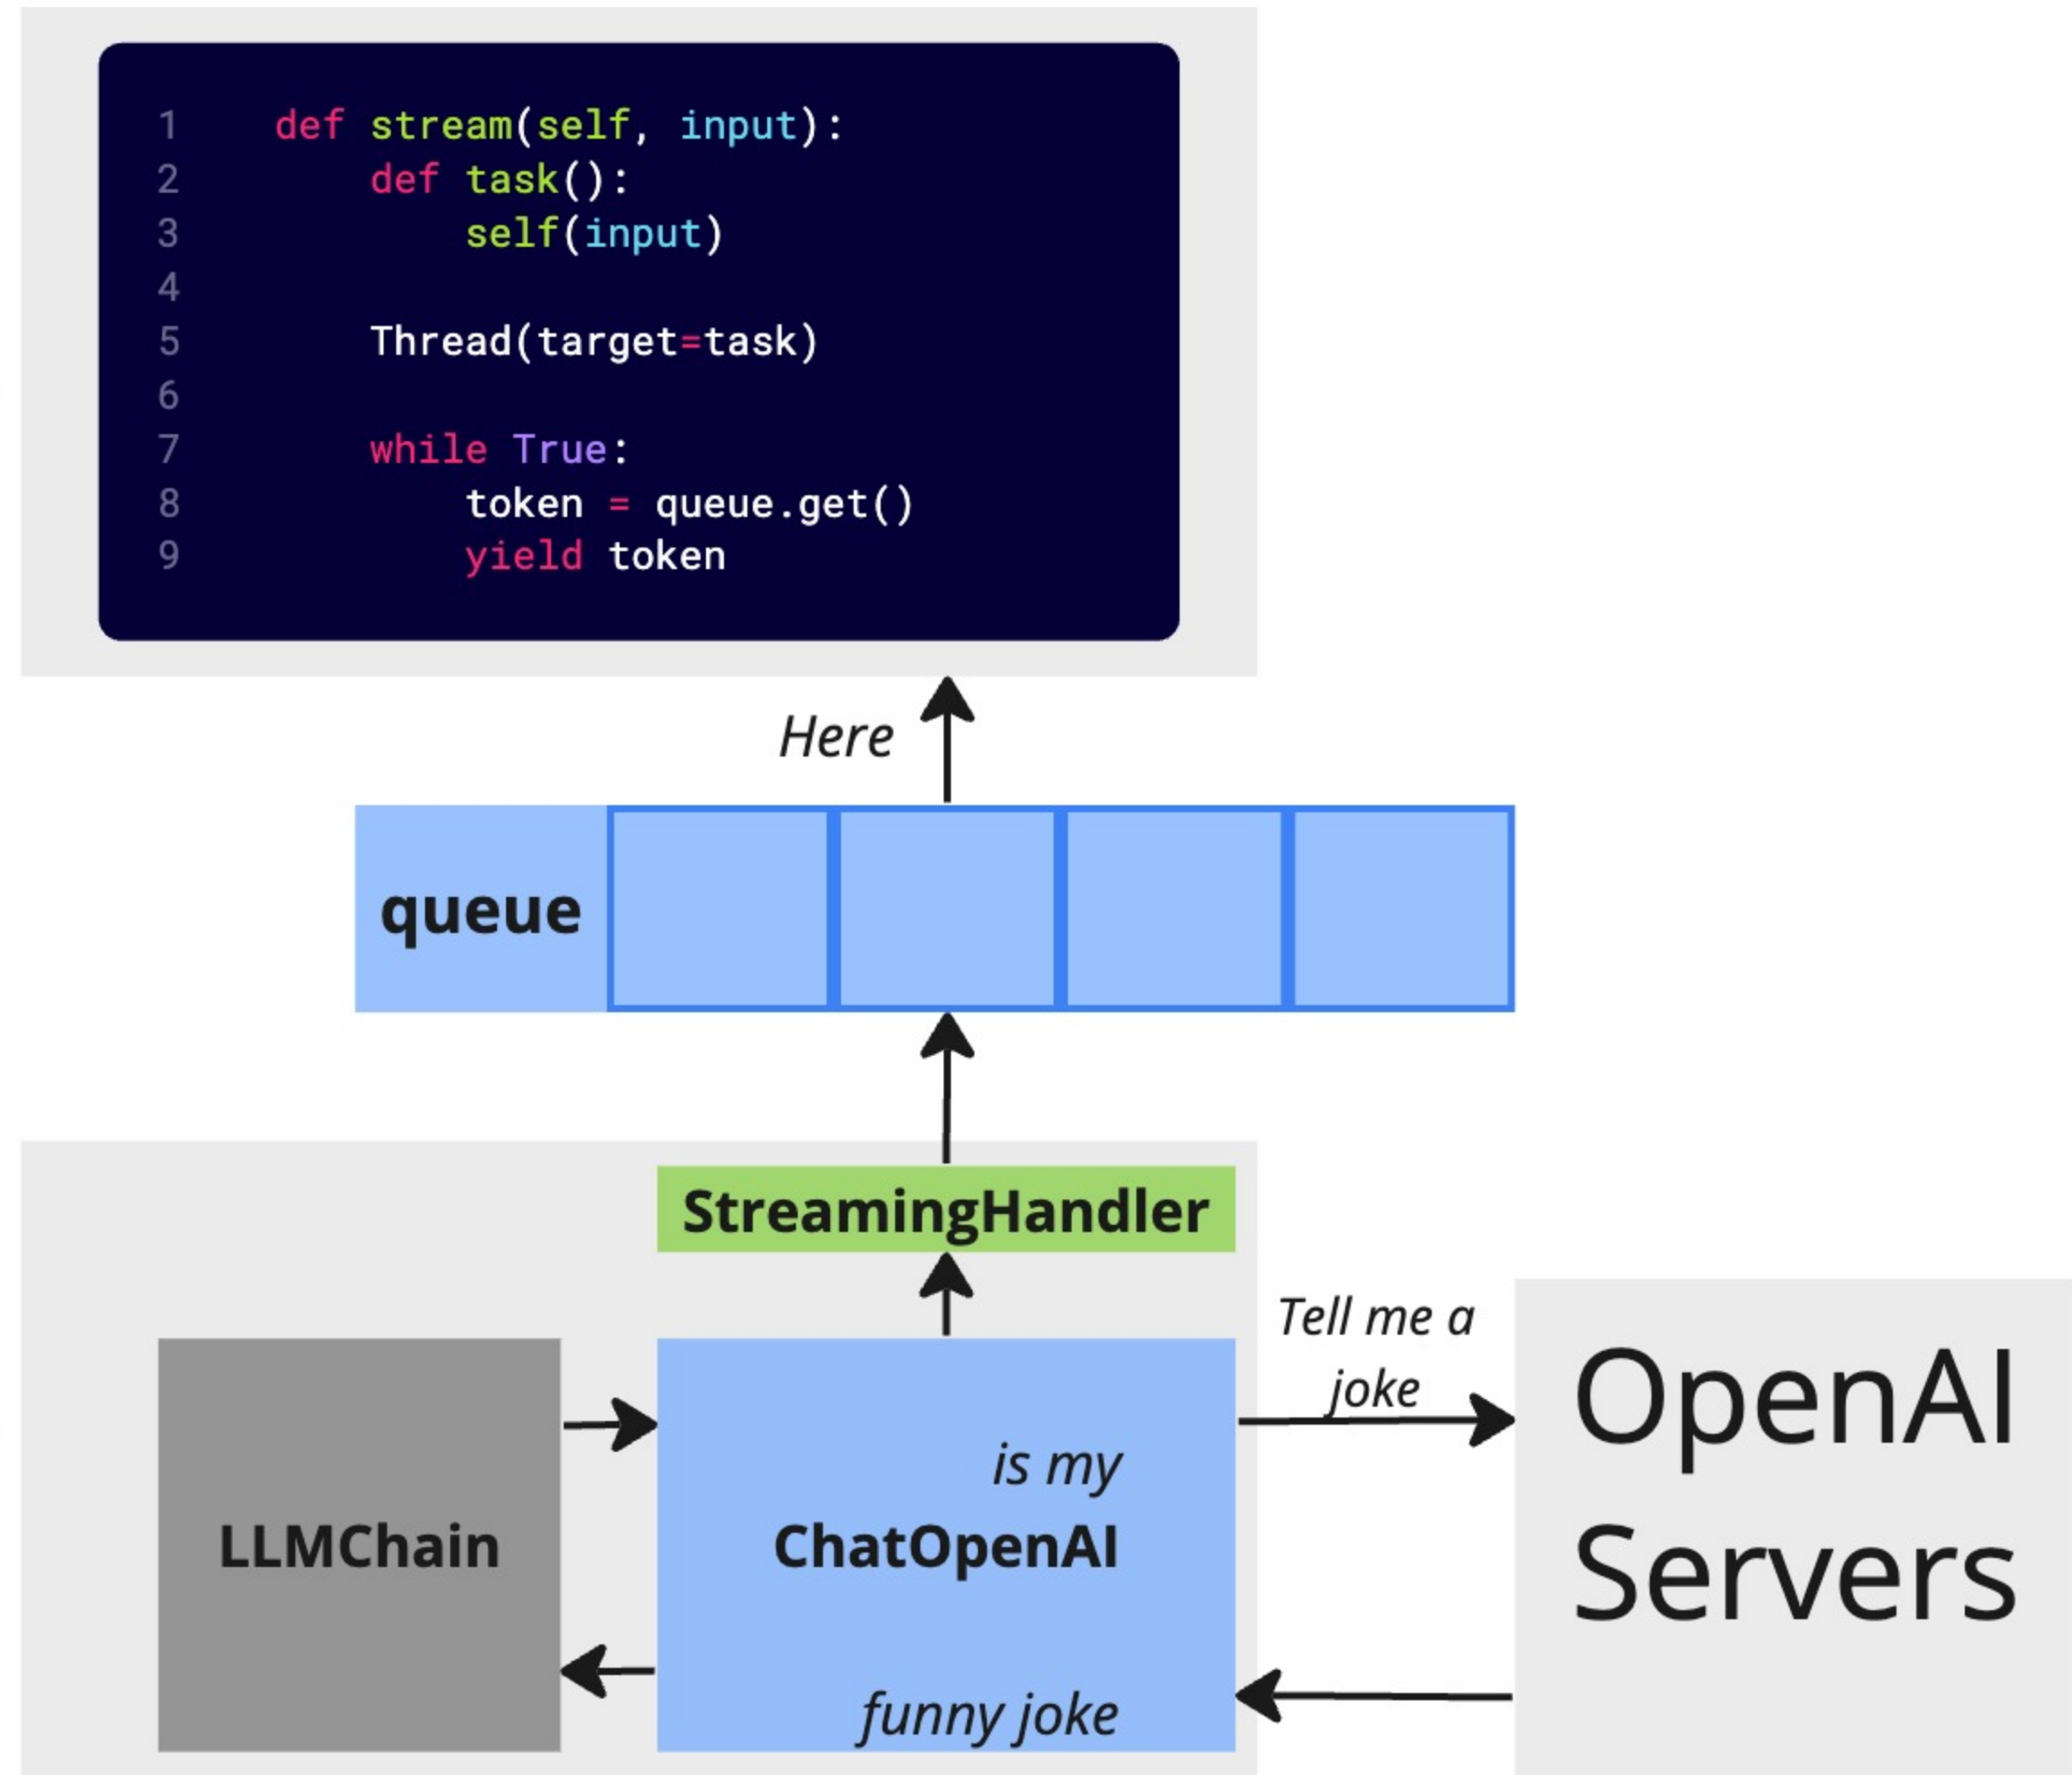 1 def stream(self, input):
2 def task():
3 self(input)
4
5 Thread(target=task)
6
7 while True:
8 token = queue.get()
9 yield token
Here
queue
StreamingHandler
Tell me a
joke
OpenAI
Servers
is my
LLMChain
ChatOpenAI
funny joke